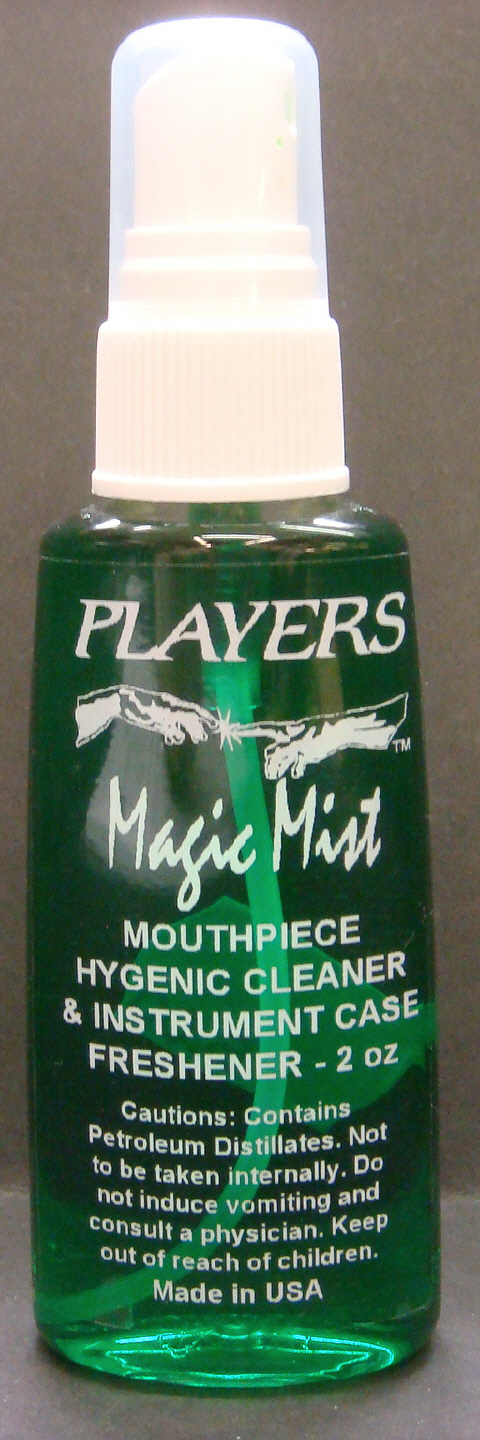 PLAYERS
TM
Magic Mist
MOUTHPIECE
HYGENIC CLEANER
& INSTRUMENT CASE
FRESHENER - 2 oz
Cautions: Contains
Petroleum Distillates. Not
to be taken internally. Do
not induce vomiting and
consult a physician. Keep
out of reach of children.
Made in USA